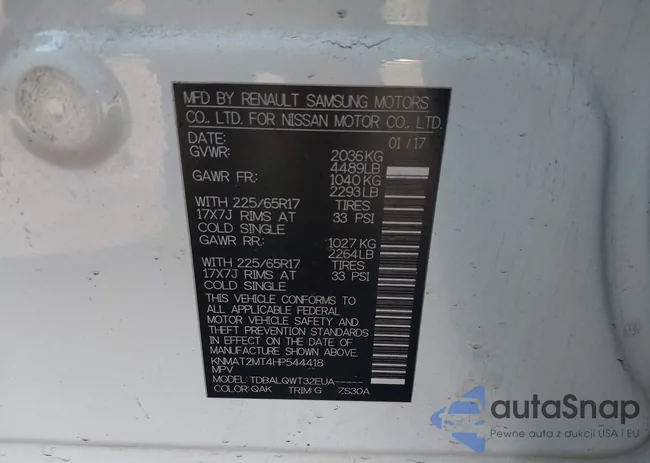 MFD BY RENAULT SAMSUNG MOTORS
CO., LTD. FOR NISSAN MOTOR CO., LTD.
DATE: 01/17
GVWR: 2036KG
4489LB
GAWR FR: 1040 KG
2293LB
WITH 225/65R17 TIRES
17X7J RIMS AT 33 PSI
COLD SINGLE
GAWR RR: 1027 KG
2264LB
WITH 225/65R17 TIRES
17X7J RIMS AT 33 PSI
COLD SINGLE
THIS VEHICLE CONFORMS TO
ALL APPLICABLE FEDERAL
MOTOR VEHICLE SAFETY AND
THEFT PREVENTION STANDARDS
IN EFFECT ON THE DATE OF
MANUFACTURE SHOWN ABOVE.
KNMAT2MT4HP544418
MPV
MODEL: TDBALQWT32EUA-----
COLOR: QAK TRIM: G ZS30A
autoSnap
Pewne auta z dukcji USA i EU